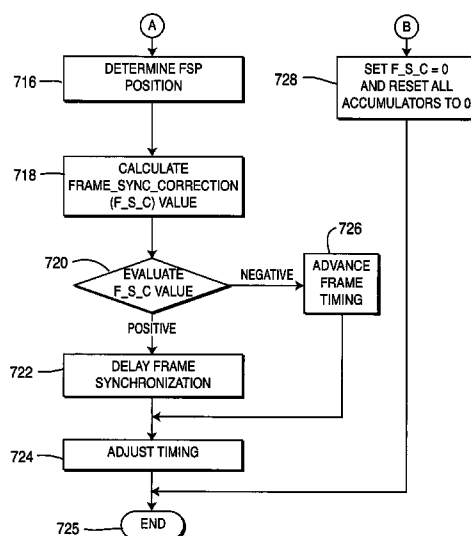 A
716
DETERMINE FSP
POSITION
718
CALCULATE
FRAME_SYNC_CORRECTION
(F_S_C) VALUE
720
EVALUATE
F_S_C VALUE
NEGATIVE
726
ADVANCE
FRAME
TIMING
POSITIVE
722
DELAY FRAME
SYNCHRONIZATION
724
ADJUST TIMING
725
END
B
728
SET F_S_C = 0
AND RESET ALL
ACCUMULATORS TO 0